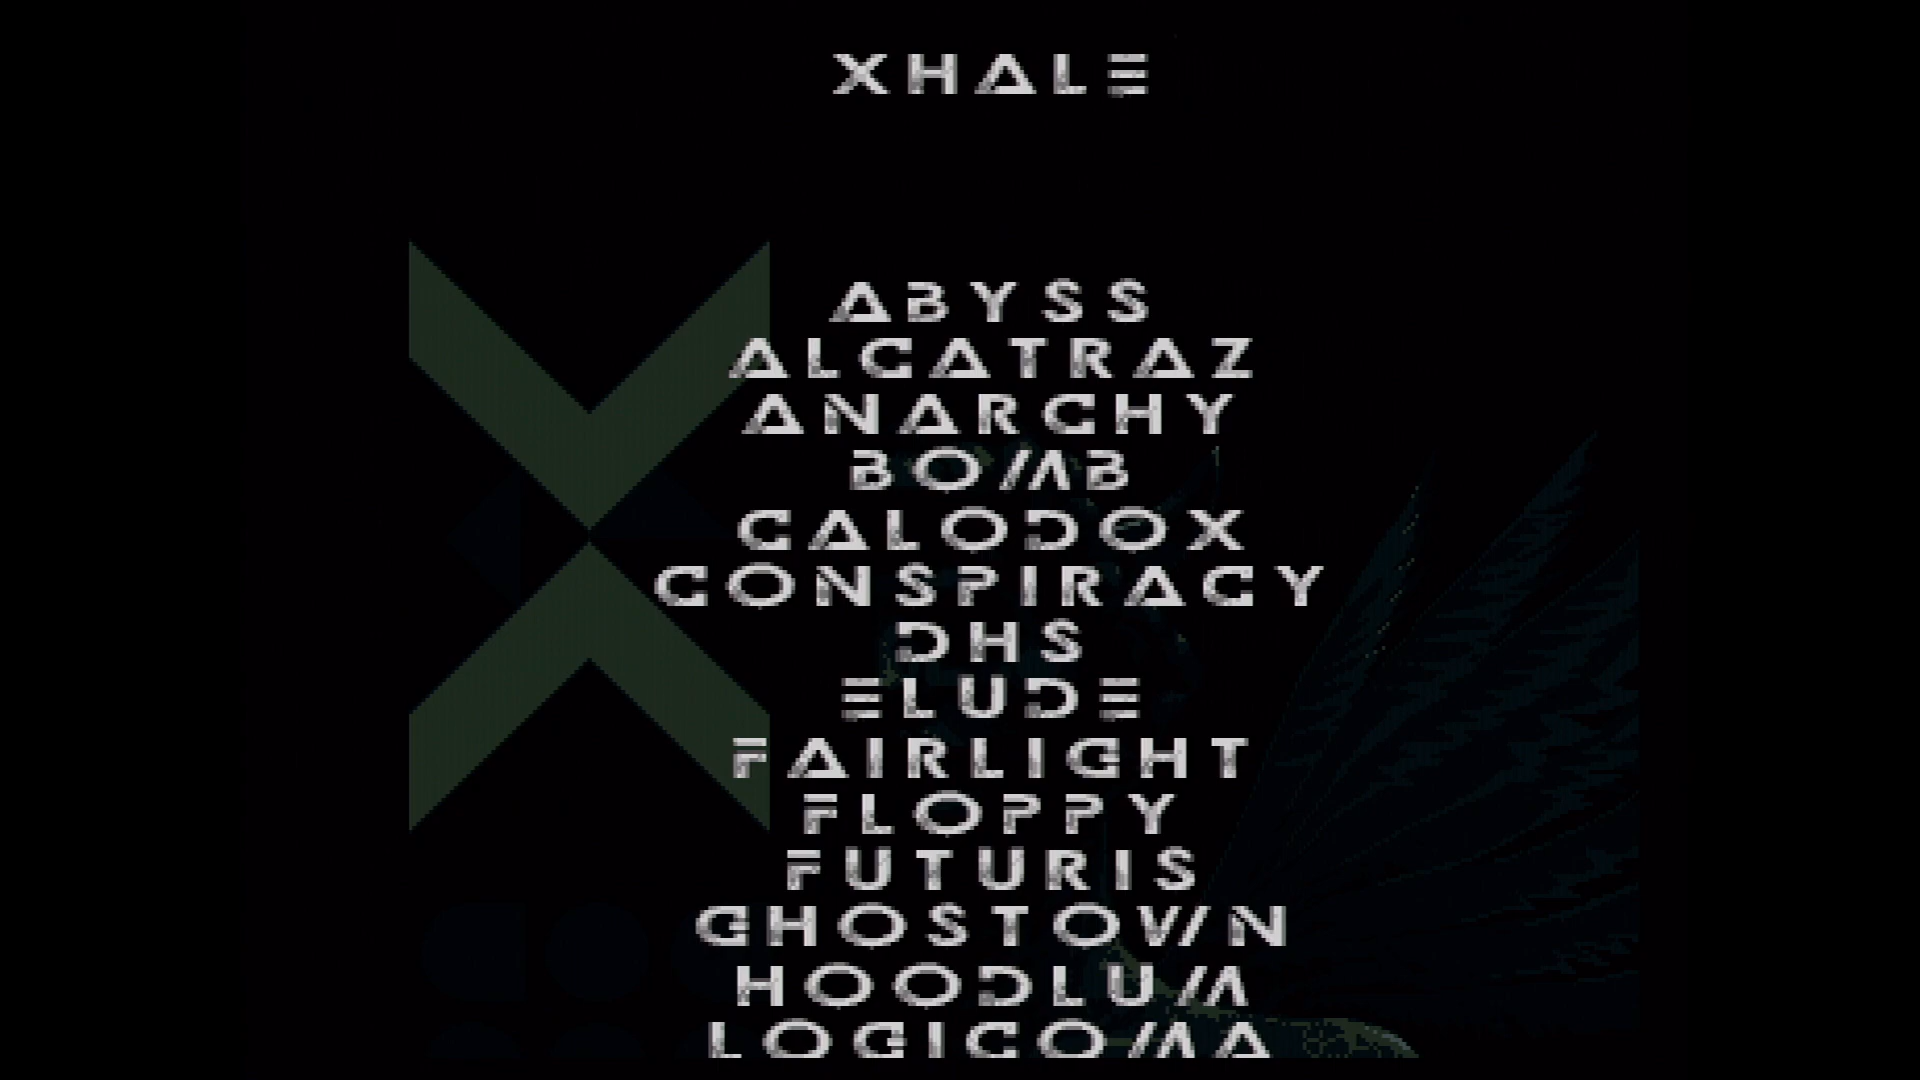 XHALE
ABYSS
ALCATRAZ
ANARCHY
BOMB
CALODOX
CONSPIRACY
DHS
ELUDE
FAIRLIGHT
FLOPPY
FUTURIS
GHOSTOWN
HOODLUM
LOGICOMA